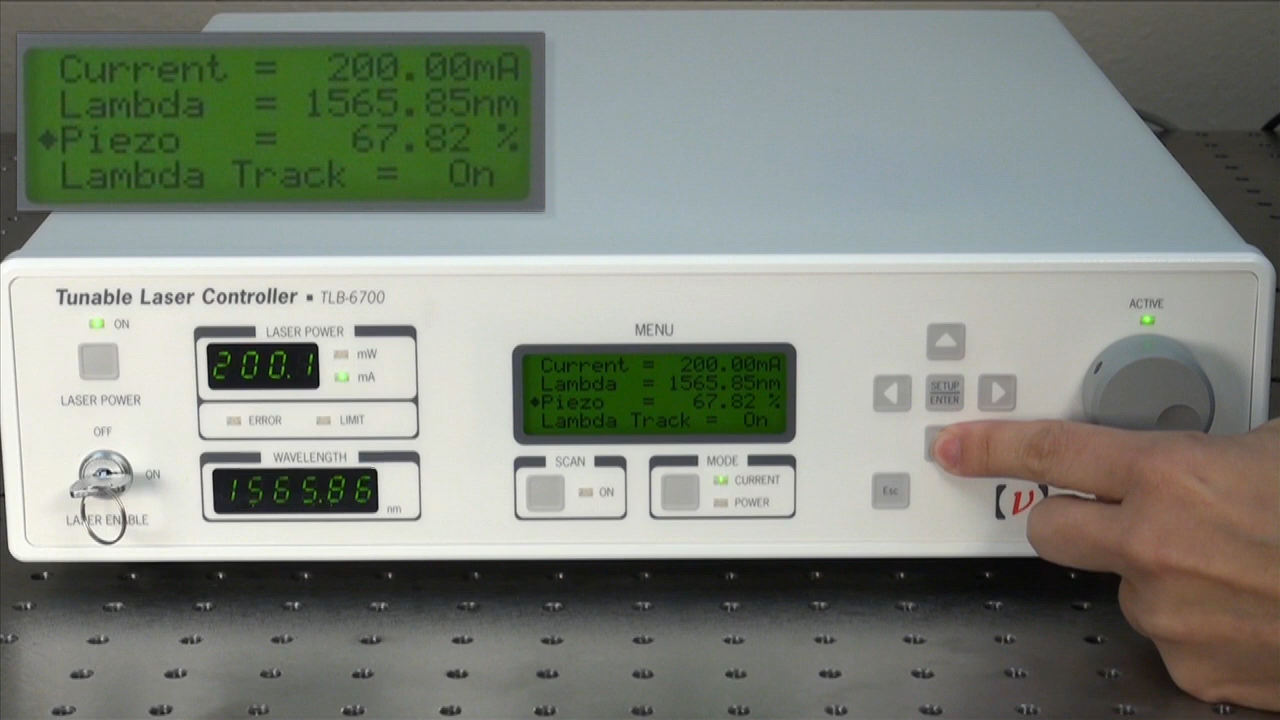 Current = 200.00mA
Lambda = 1565.85nm
Piezo = 67.82 %
Lambda Track = On
Tunable Laser Controller ▪ TLB-6700
ON
LASER POWER
OFF
ON
LASER ENABLE
LASER POWER
200.1
mW
mA
ERROR
LIMIT
WAVELENGTH
1565.86
nm
MENU
Current = 200.00mA
Lambda = 1565.85nm
Piezo = 67.82 %
Lambda Track = On
SCAN
ON
MODE
CURRENT
POWER
SETUP
ENTER
Esc
ACTIVE